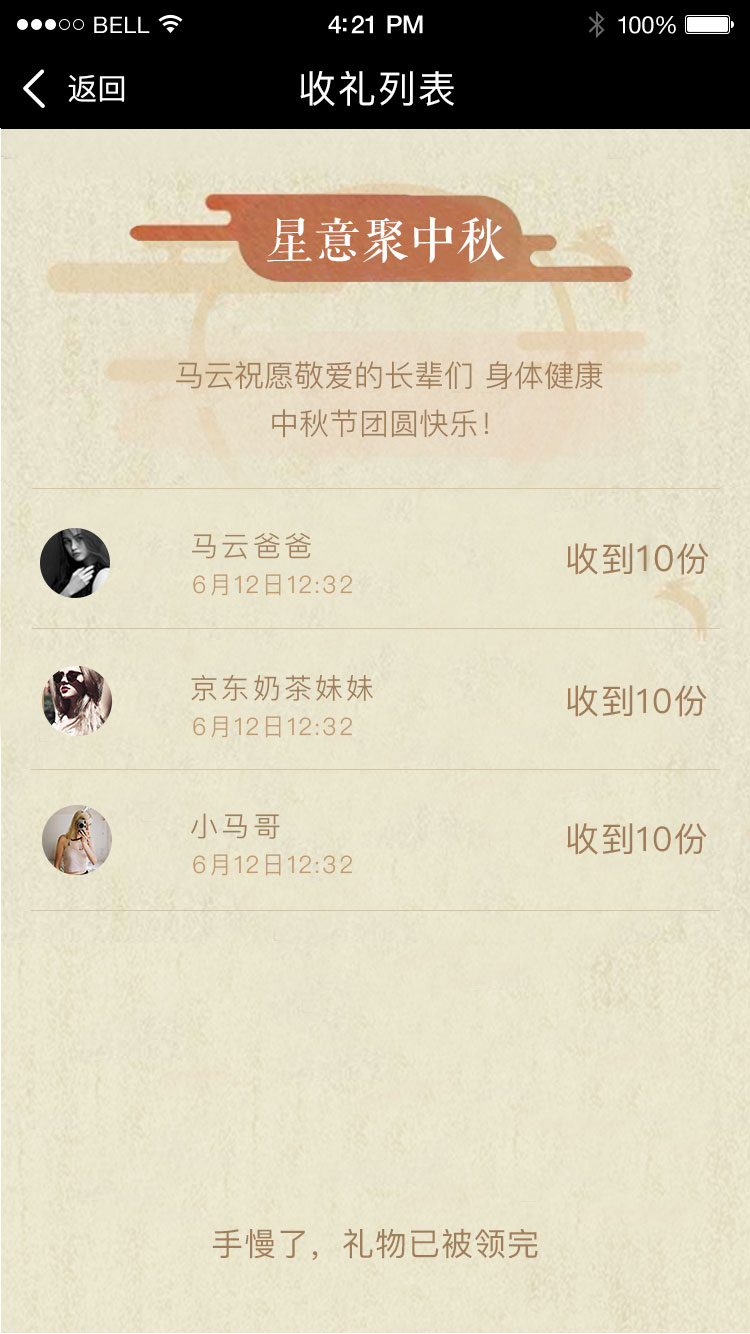 BELL 4:21 PM 100%
返回 收礼列表
星意聚中秋
马云祝愿敬爱的长辈们 身体健康
中秋节团圆快乐!
马云爸爸
6月12日12:32
收到10份
京东奶茶妹妹
6月12日12:32
收到10份
小马哥
6月12日12:32
收到10份
手慢了，礼物已被领完